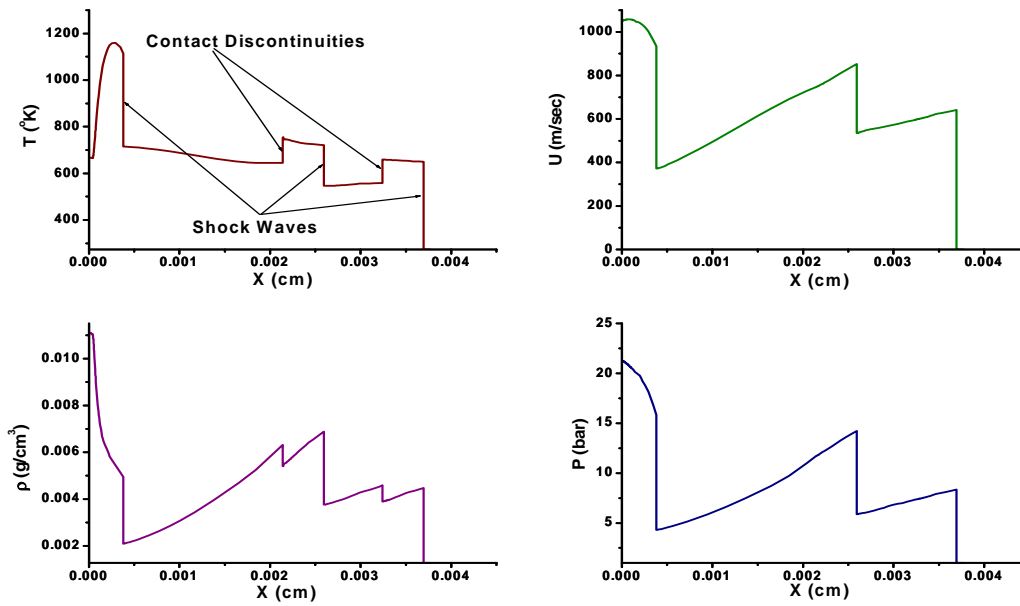 1200
1000
800
600
400
T (°K)
Contact Discontinuities
Shock Waves
0.000 0.001 0.002 0.003 0.004
X (cm)
1000
800
600
400
200
0
U (m/sec)
0.000 0.001 0.002 0.003 0.004
X (cm)
0.010
0.008
0.006
0.004
0.002
ρ (g/cm³)
0.000 0.001 0.002 0.003 0.004
X (cm)
25
20
15
10
5
P (bar)
0.000 0.001 0.002 0.003 0.004
X (cm)